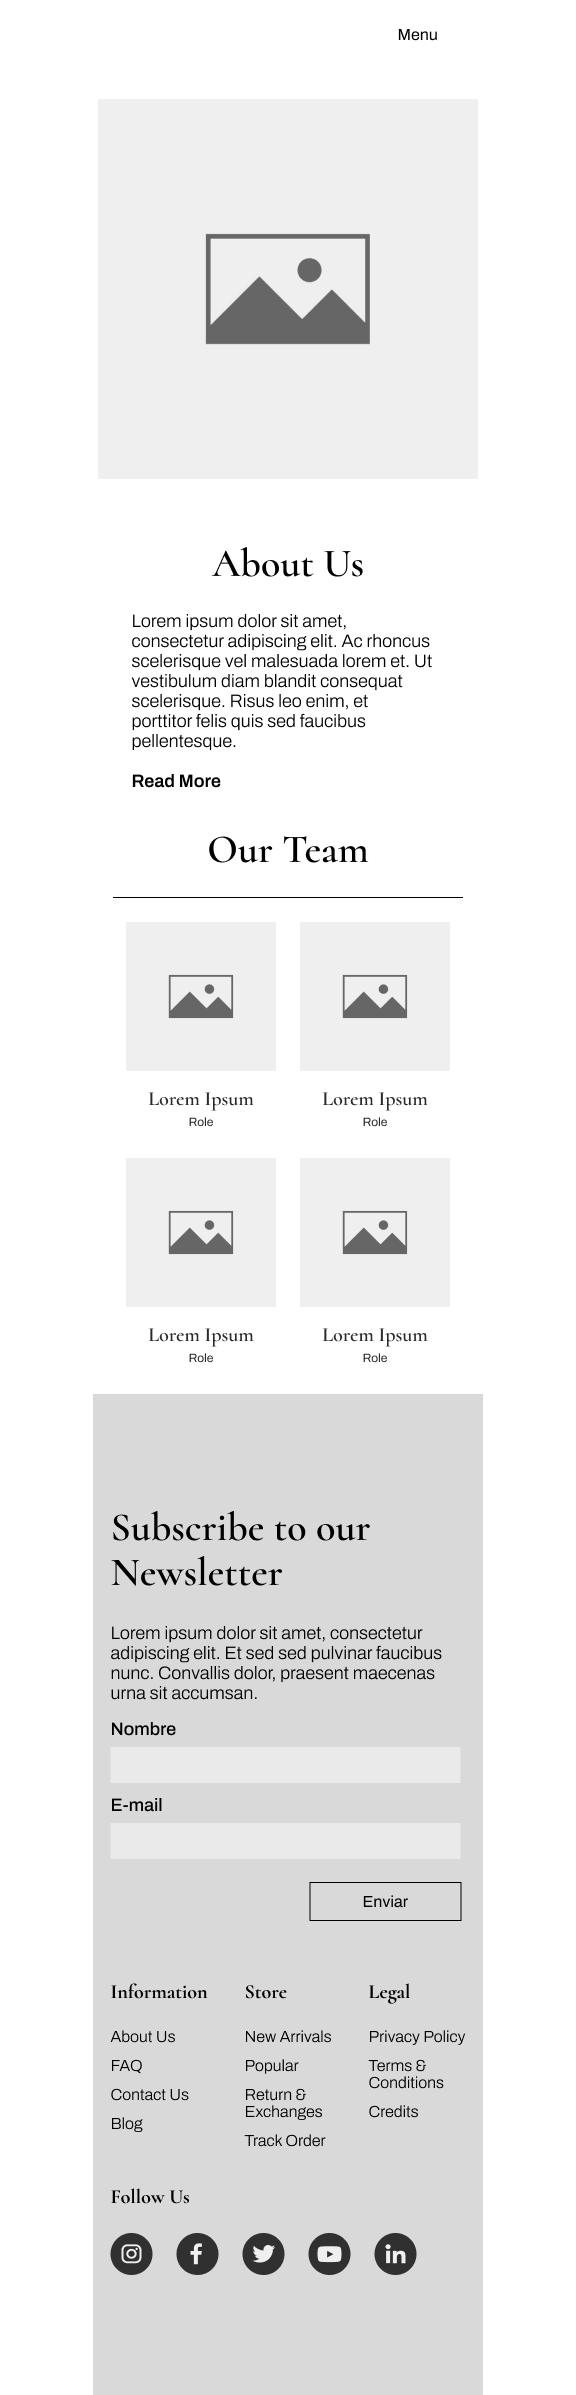 Menu
About Us
Lorem ipsum dolor sit amet,
consectetur adipiscing elit. Ac rhoncus
scelerisque vel malesuada lorem et. Ut
vestibulum diam blandit consequat
scelerisque. Risus leo enim, et
porttitor felis quis sed faucibus
pellentesque.
Read More
Our Team
Lorem Ipsum
Role
Lorem Ipsum
Role
Lorem Ipsum
Role
Lorem Ipsum
Role
Subscribe to our
Newsletter
Lorem ipsum dolor sit amet, consectetur
adipiscing elit. Et sed sed pulvinar faucibus
nunc. Convallis dolor, praesent maecenas
urna sit accumsan.
Nombre
E-mail
Enviar
Information
About Us
FAQ
Contact Us
Blog
Store
New Arrivals
Popular
Return &
Exchanges
Track Order
Legal
Privacy Policy
Terms &
Conditions
Credits
Follow Us